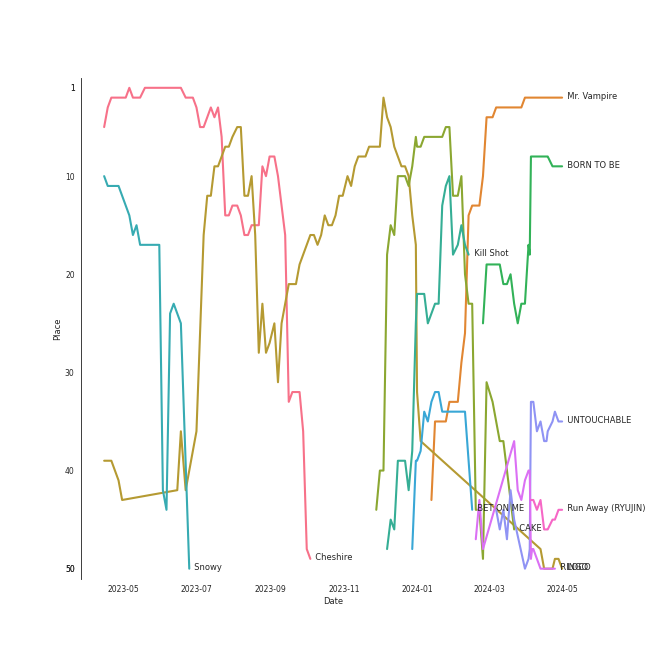 1
Mr. Vampire
BORN TO BE
10
Kill Shot
20
Place
30
40
UNTOUCHABLE
BET ON ME
Run Away (RYUJIN)
CAKE
Cheshire
50
Snowy
2023-05
2023-07
2023-09
2023-11
2024-01
2024-03
2024-05
Date